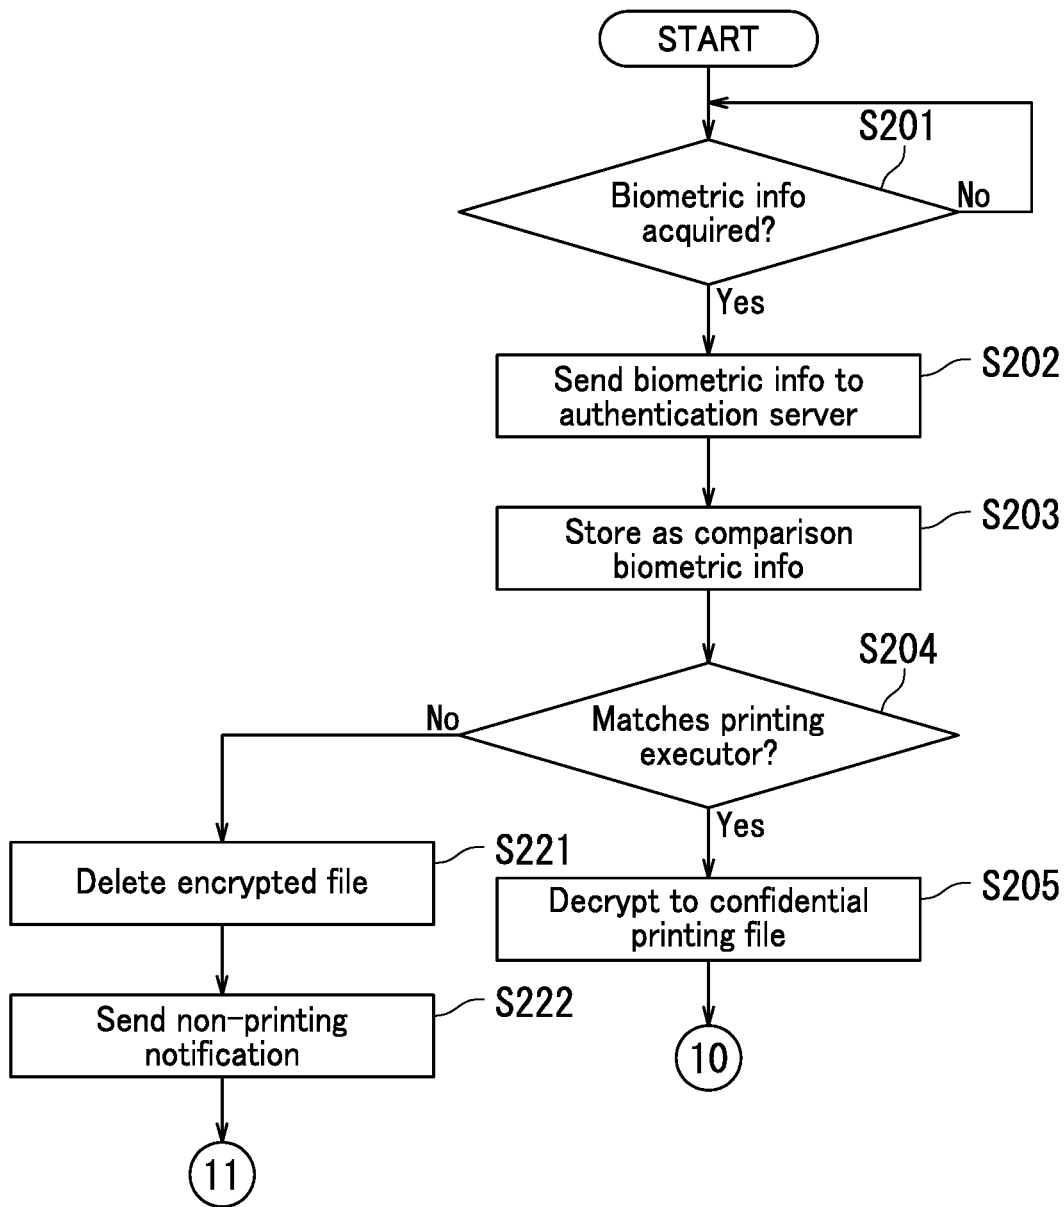 START
S201
Biometric info
acquired?
No
Yes
S202
Send biometric info to
authentication server
S203
Store as comparison
biometric info
S204
No
Matches printing
executor?
Yes
S221
Delete encrypted file
S205
Decrypt to confidential
printing file
S222
Send non-printing
notification
10
11